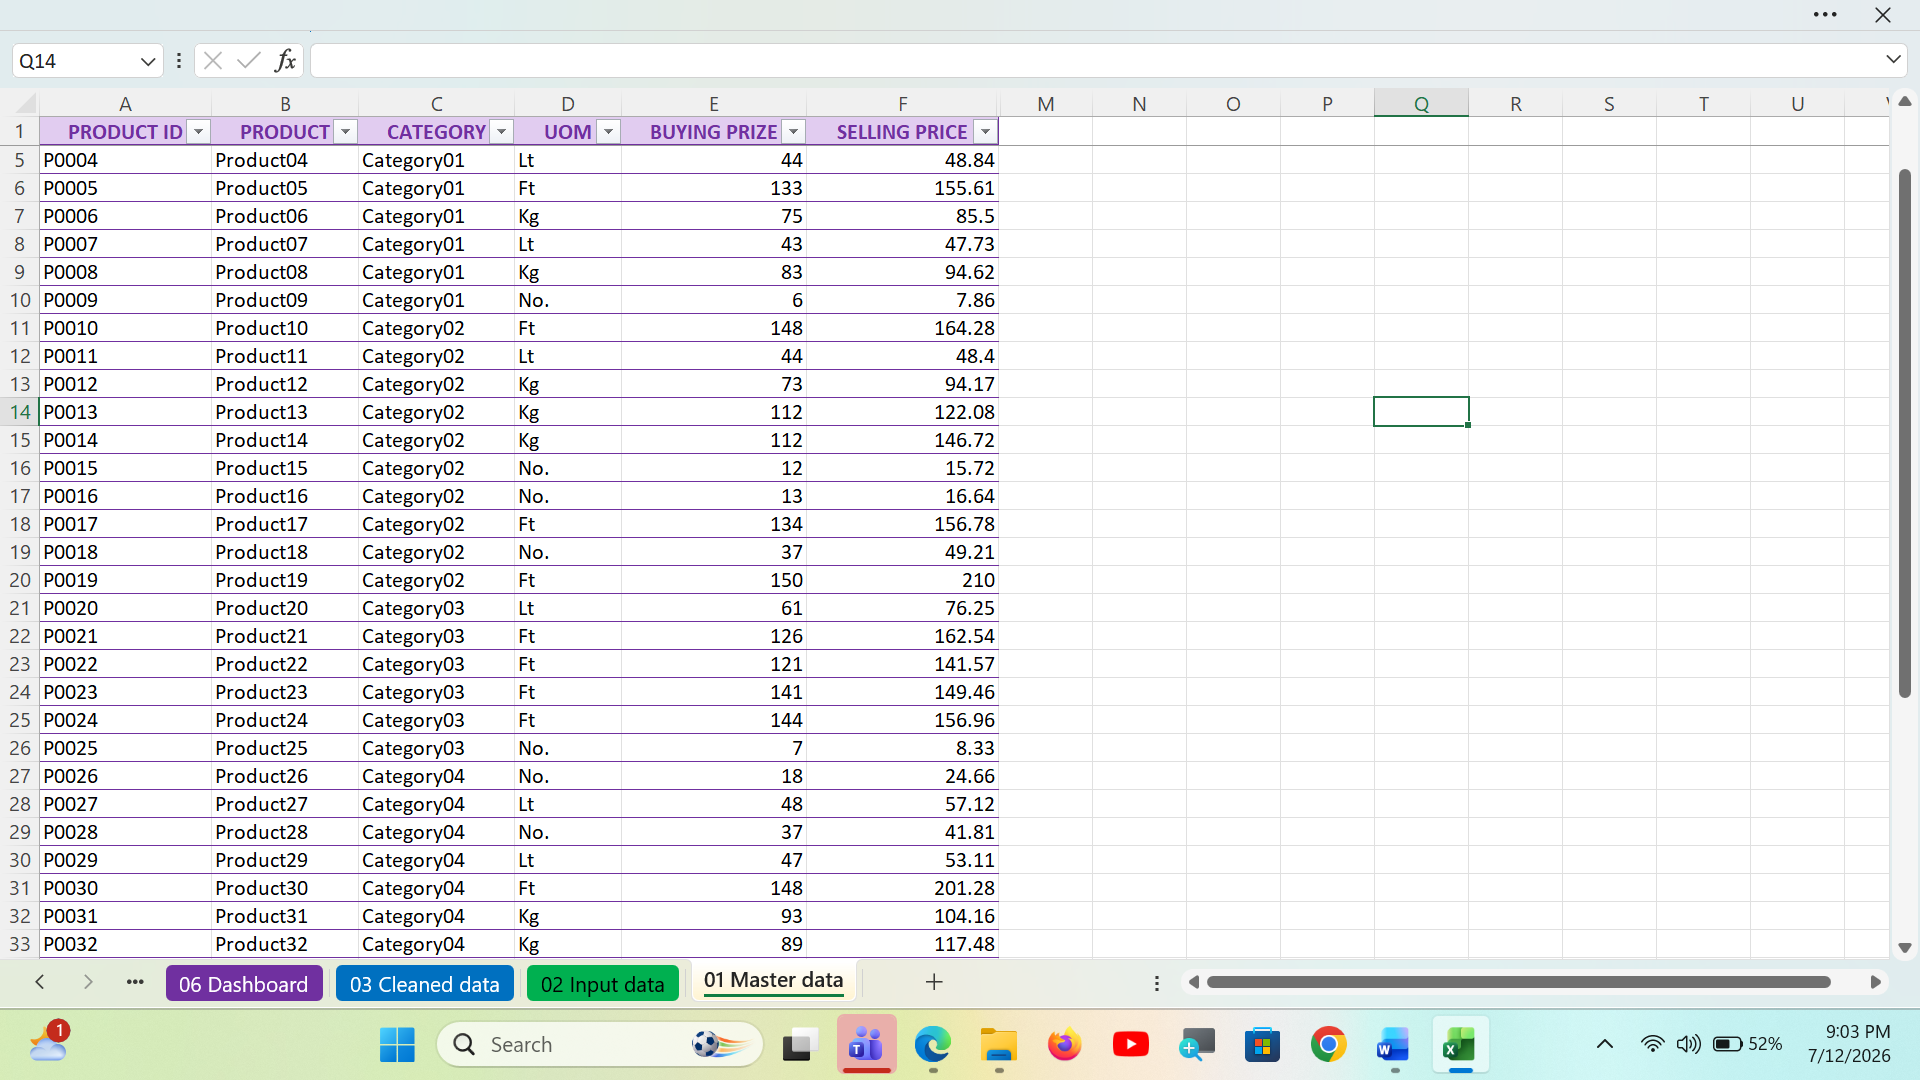 Q14
fx
A B C D E F M N O P Q R S T U
1 PRODUCT ID PRODUCT CATEGORY UOM BUYING PRIZE SELLING PRICE
5 P0004 Product04 Category01 Lt 44 48.84
6 P0005 Product05 Category01 Ft 133 155.61
7 P0006 Product06 Category01 Kg 75 85.5
8 P0007 Product07 Category01 Lt 43 47.73
9 P0008 Product08 Category01 Kg 83 94.62
10 P0009 Product09 Category01 No. 6 7.86
11 P0010 Product10 Category02 Ft 148 164.28
12 P0011 Product11 Category02 Lt 44 48.4
13 P0012 Product12 Category02 Kg 73 94.17
14 P0013 Product13 Category02 Kg 112 122.08
15 P0014 Product14 Category02 Kg 112 146.72
16 P0015 Product15 Category02 No. 12 15.72
17 P0016 Product16 Category02 No. 13 16.64
18 P0017 Product17 Category02 Ft 134 156.78
19 P0018 Product18 Category02 No. 37 49.21
20 P0019 Product19 Category02 Ft 150 210
21 P0020 Product20 Category03 Lt 61 76.25
22 P0021 Product21 Category03 Ft 126 162.54
23 P0022 Product22 Category03 Ft 121 141.57
24 P0023 Product23 Category03 Ft 141 149.46
25 P0024 Product24 Category03 Ft 144 156.96
26 P0025 Product25 Category03 No. 7 8.33
27 P0026 Product26 Category04 No. 18 24.66
28 P0027 Product27 Category04 Lt 48 57.12
29 P0028 Product28 Category04 No. 37 41.81
30 P0029 Product29 Category04 Lt 47 53.11
31 P0030 Product30 Category04 Ft 148 201.28
32 P0031 Product31 Category04 Kg 93 104.16
33 P0032 Product32 Category04 Kg 89 117.48
06 Dashboard 03 Cleaned data 02 Input data 01 Master data
1 Search 52% 9:03 PM
7/12/2026